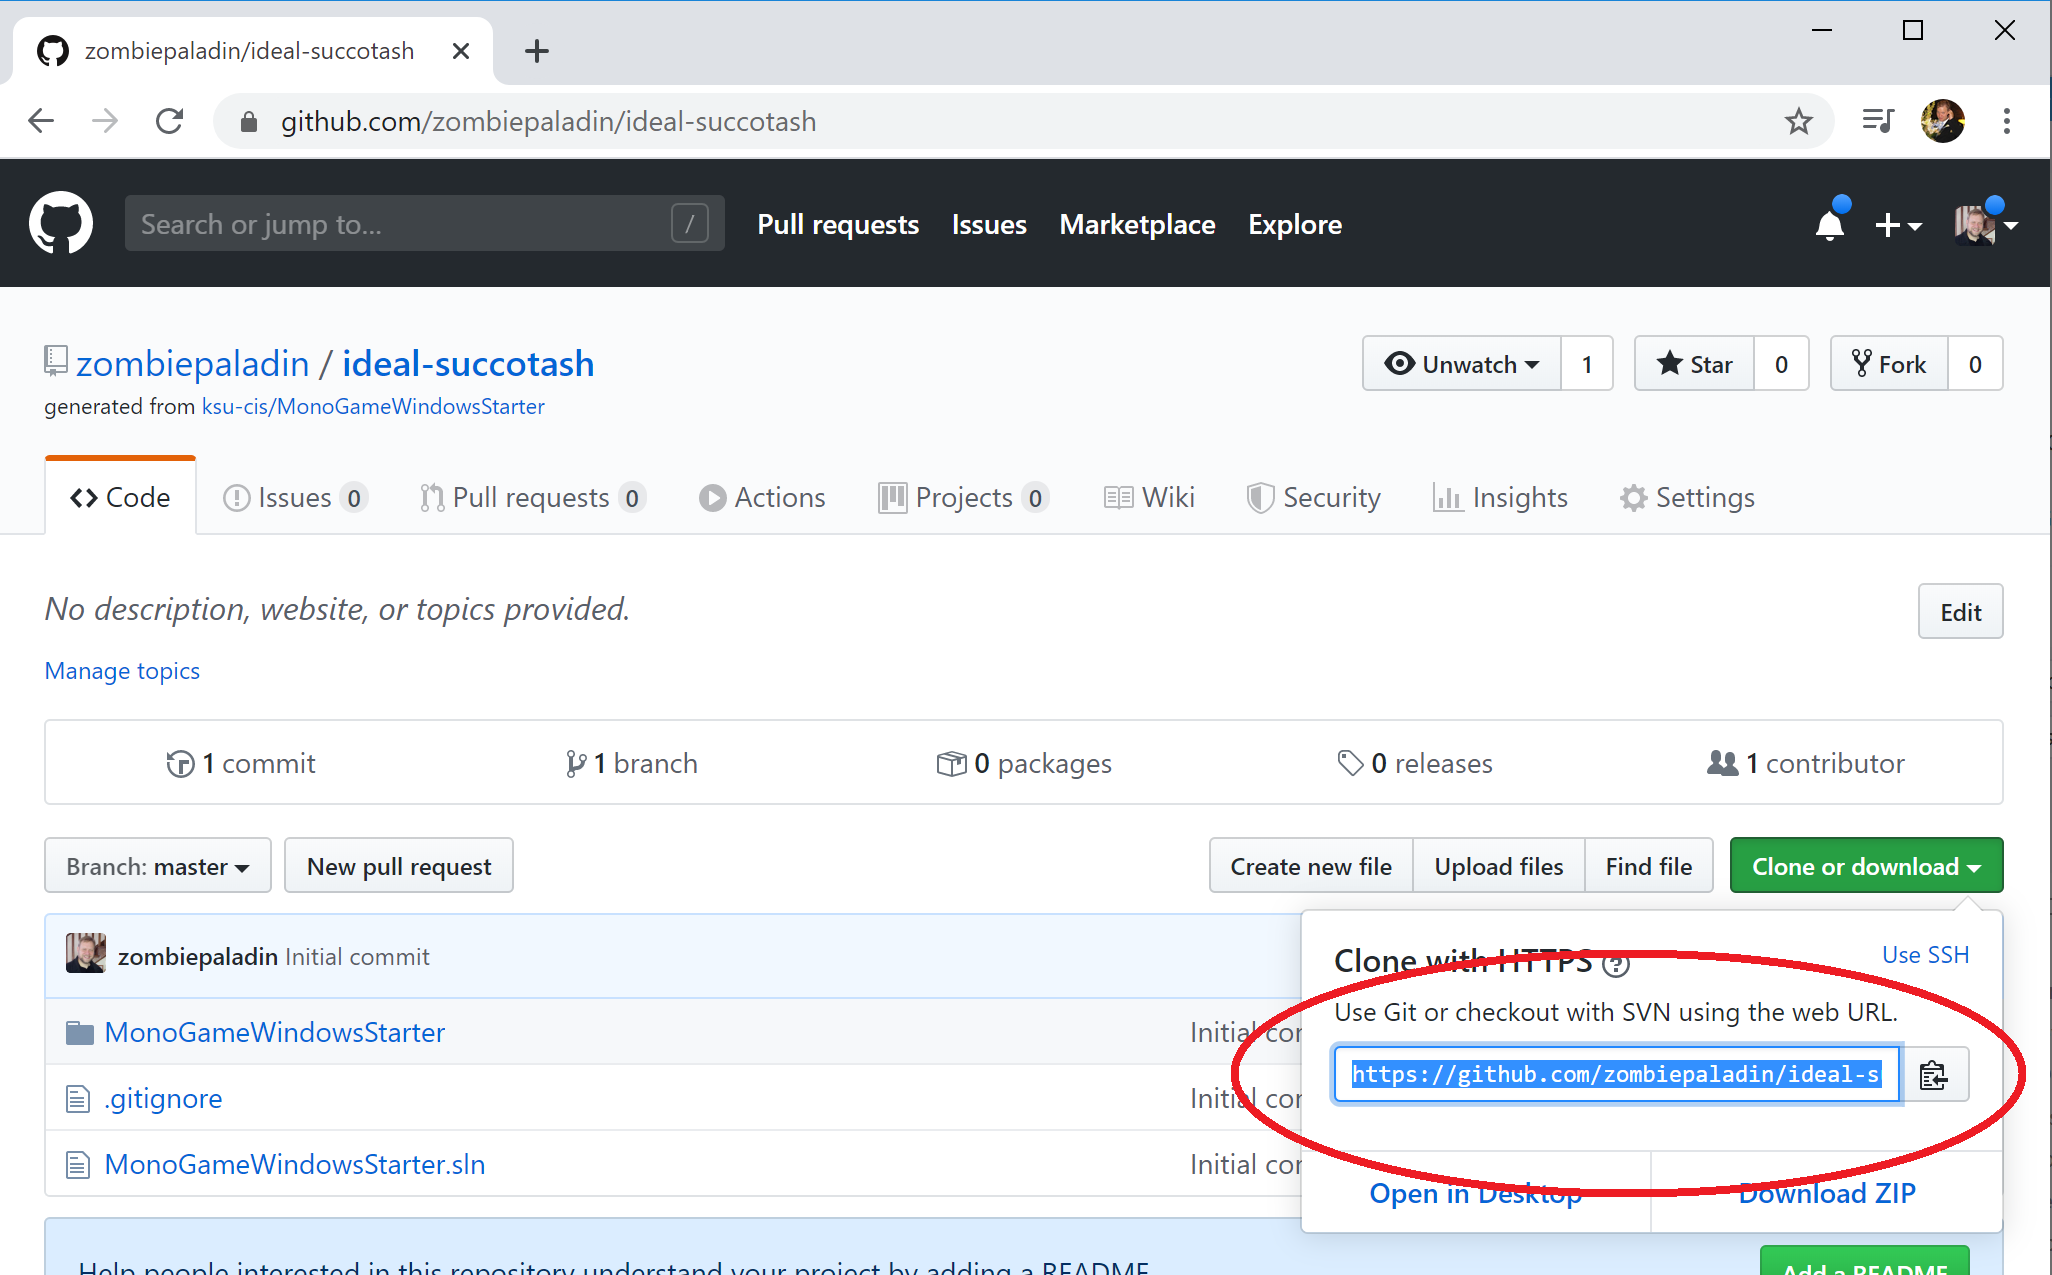 zombiepaladin/ideal-succotash
github.com/zombiepaladin/ideal-succotash
Search or jump to... / Pull requests Issues Marketplace Explore
zombiepaladin / ideal-succotash Unwatch 1 Star 0 Fork 0
generated from ksu-cis/MonoGameWindowsStarter
Code Issues 0 Pull requests 0 Actions Projects 0 Wiki Security Insights Settings
No description, website, or topics provided. Edit
Manage topics
1 commit 1 branch 0 packages 0 releases 1 contributor
Branch: master New pull request Create new file Upload files Find file Clone or download
zombiepaladin Initial commit
Clone with HTTPS ? Use SSH
Use Git or checkout with SVN using the web URL.
MonoGameWindowsStarter Initial cor
https://github.com/zombiepaladin/ideal-s
.gitignore Initial cor
MonoGameWindowsStarter.sln Initial cor
Open in Desktop Download ZIP
Help people interested in this repository understand your project by adding a README Add a README